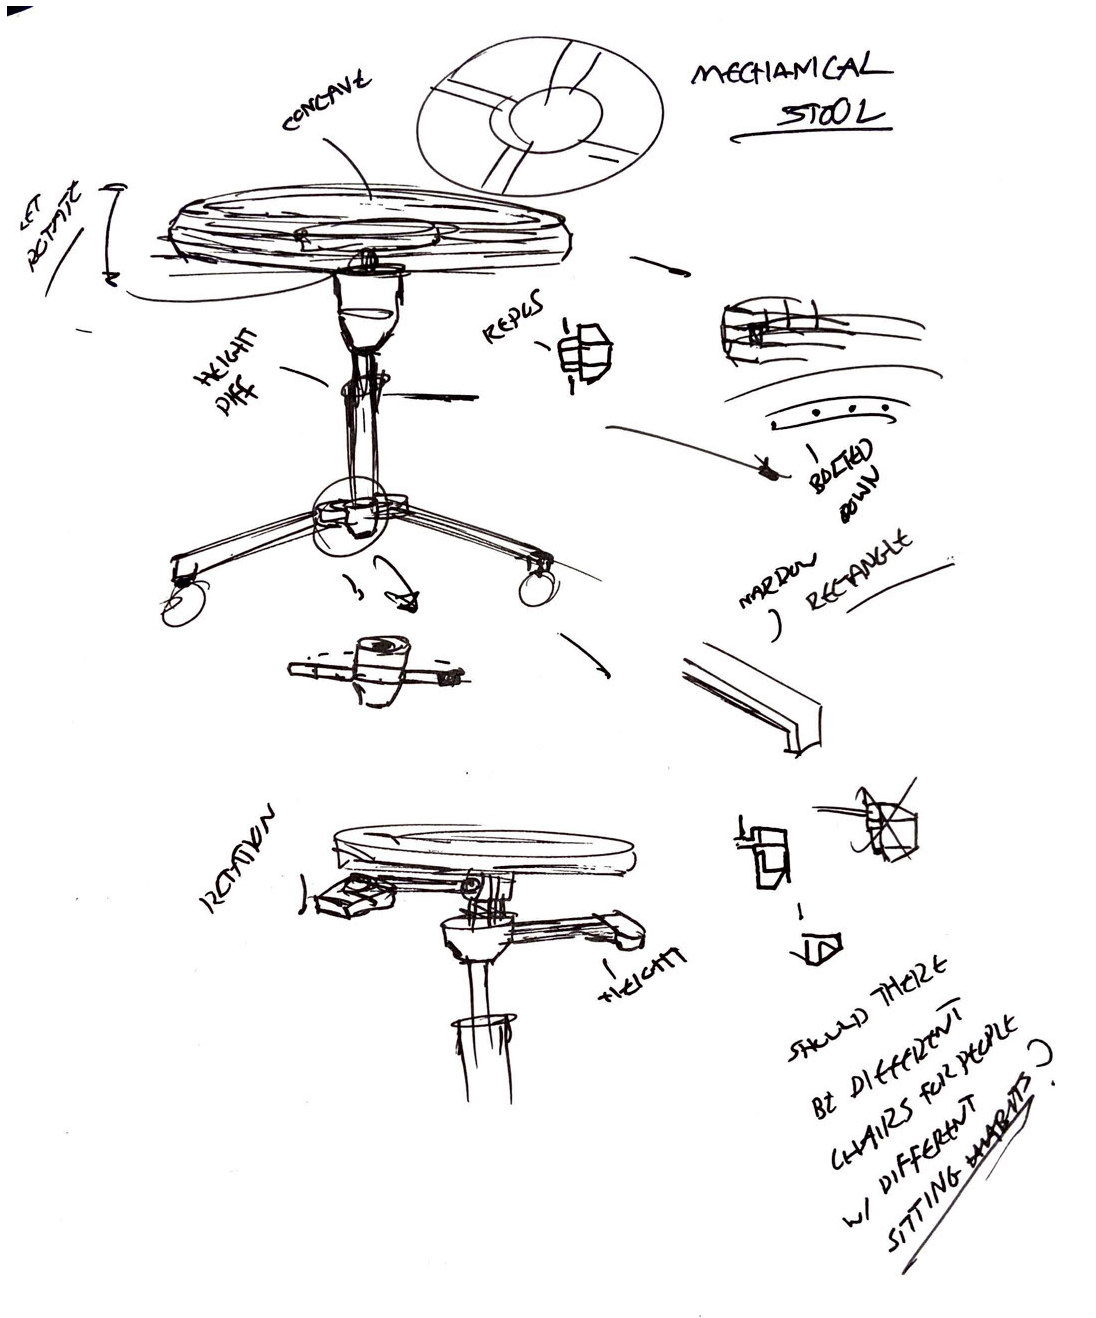 MECHANICAL
STOOL
CONCAVE
LET
ROTATE
HEIGHT
DIFF
BOLTED
DOWN
NARROW
RECTANGLE
ROTATION
HEIGHT
SHOULD THERE
BE DIFFERENT
CHAIRS FOR PEOPLE
W/ DIFFERENT
SITTING HABITS?